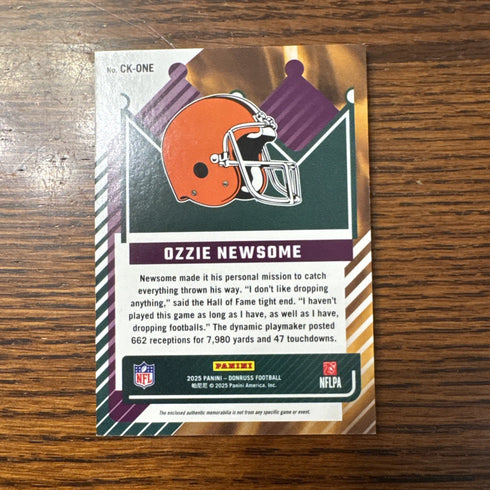 No. CK-ONE
OZZIE NEWSOME
Newsome made it his personal mission to catch
everything thrown his way. “I don’t like dropping
anything,” said the Hall of Fame tight end. “I haven’t
played this game as long as I have, as well as I have,
dropping footballs.” The dynamic playmaker posted
662 receptions for 7,980 yards and 47 touchdowns.
NFL
PANINI
NFLPA
2025 PANINI – DONRUSS FOOTBALL
帕尼尼 © 2025 Panini America, Inc.
The enclosed authentic memorabilia is not from any specific game or event.